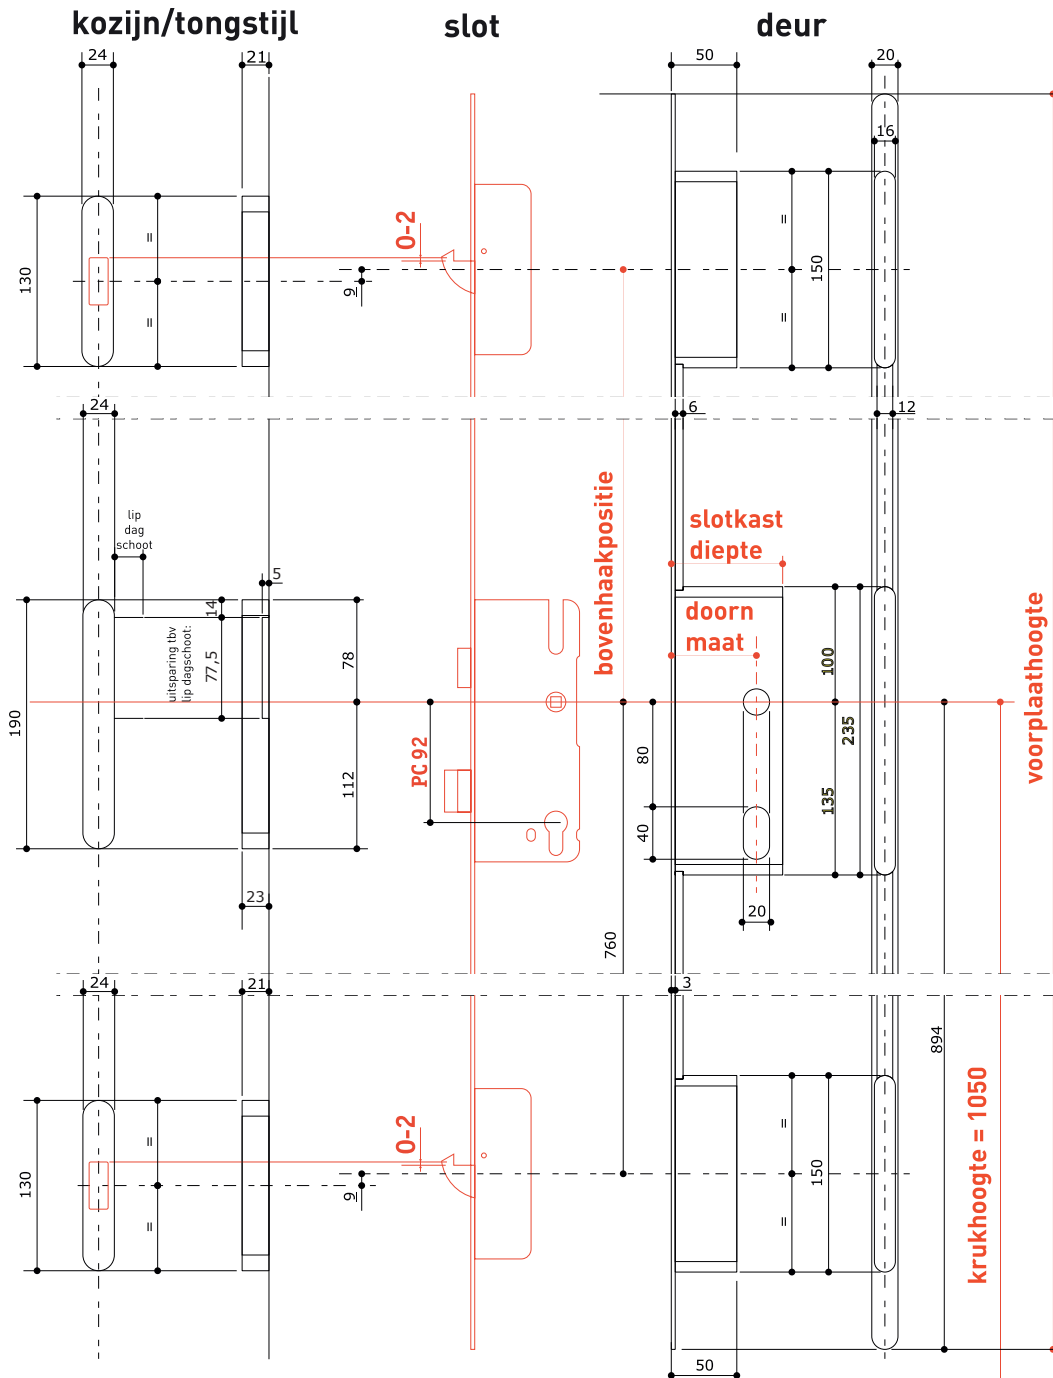 kozijn/tongstijl
slot
deur
24
21
50
20
16
130
=
=
O-2
9
=
=
150
24
6
12
lip
dag
schoot
5
14
uitsparing tbv
lip dagschoot:
77,5
78
190
112
23
PC 92
bovenhaakpositie
slotkast
diepte
doorn
maat
100
235
135
80
40
20
760
voorplaathoogte
24
21
3
130
=
=
O-2
9
=
=
150
894
krukhoogte = 1050
50